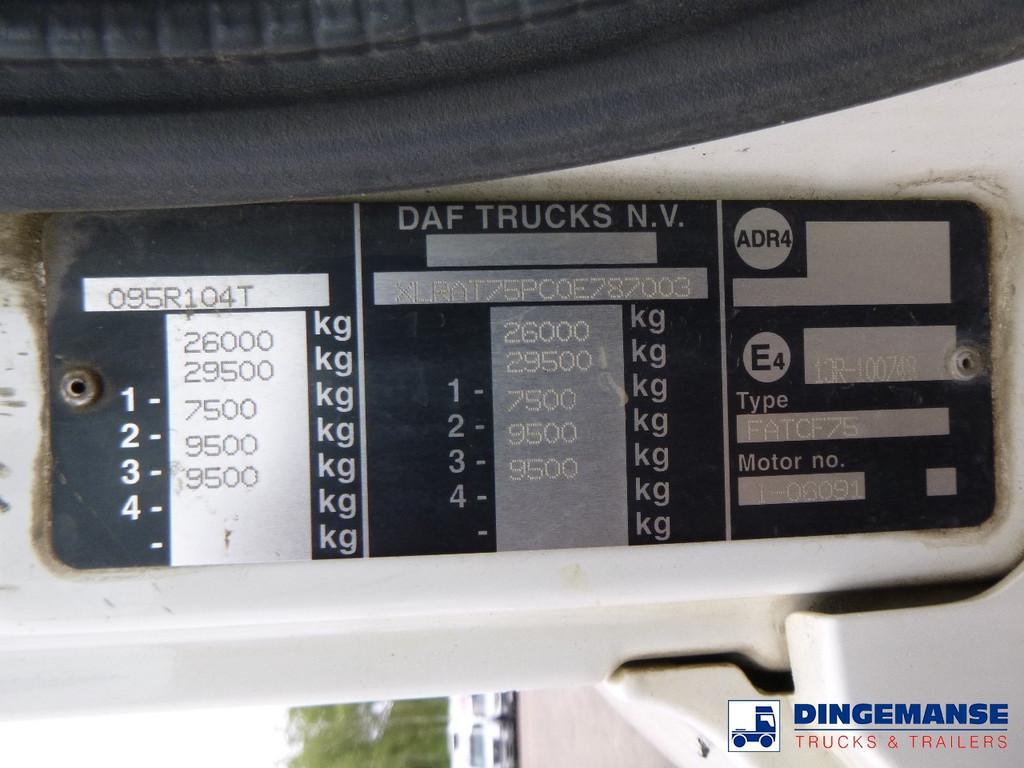 095R104T
26000 kg
29500 kg
1 - 7500 kg
2 - 9500 kg
3 - 9500 kg
4 - kg
- kg
DAF TRUCKS N.V.
XLRAT75PC0E787003
26000 kg
29500 kg
1 - 7500 kg
2 - 9500 kg
3 - 9500 kg
4 - kg
- kg
ADR4
E4
Type
FATCF75
Motor no.
I-06091
DINGEMANSE
TRUCKS & TRAILERS